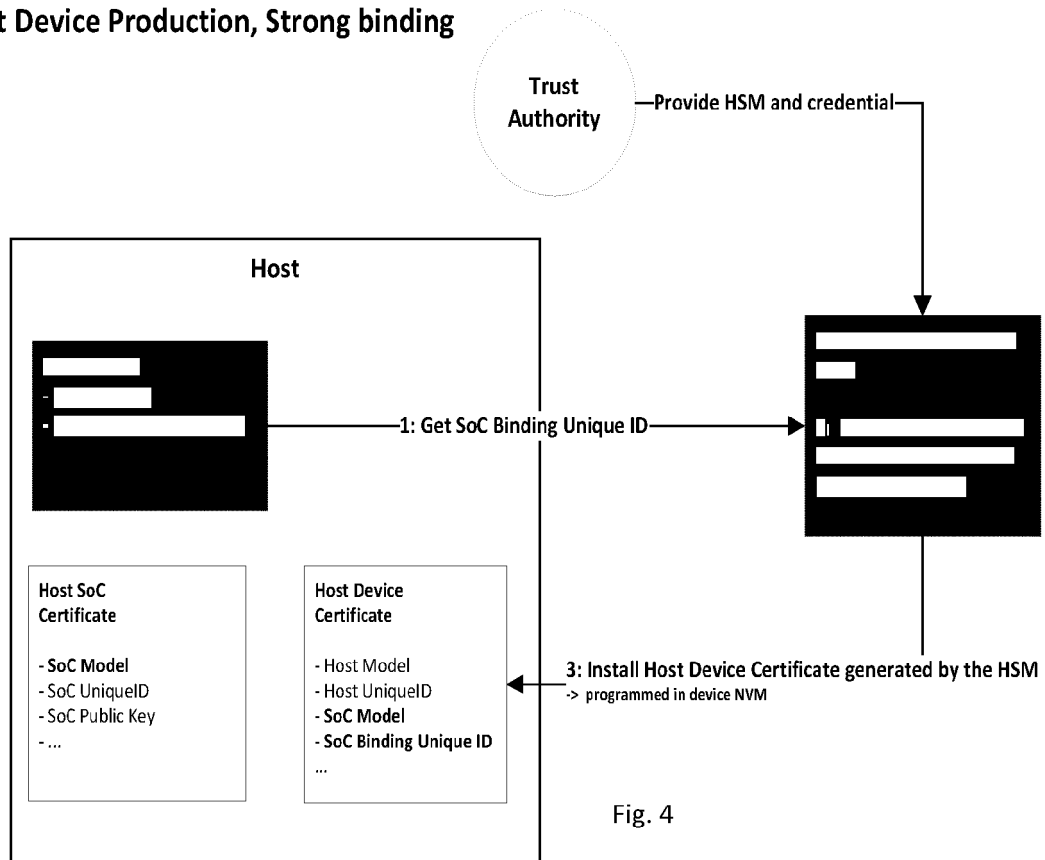 t Device Production, Strong binding
Trust
Authority
Provide HSM and credential
Host
1: Get SoC Binding Unique ID
Host SoC
Certificate
- SoC Model
- SoC UniqueID
- SoC Public Key
- ...
Host Device
Certificate
- Host Model
- Host UniqueID
- SoC Model
- SoC Binding Unique ID
...
3: Install Host Device Certificate generated by the HSM
-> programmed in device NVM
Fig. 4